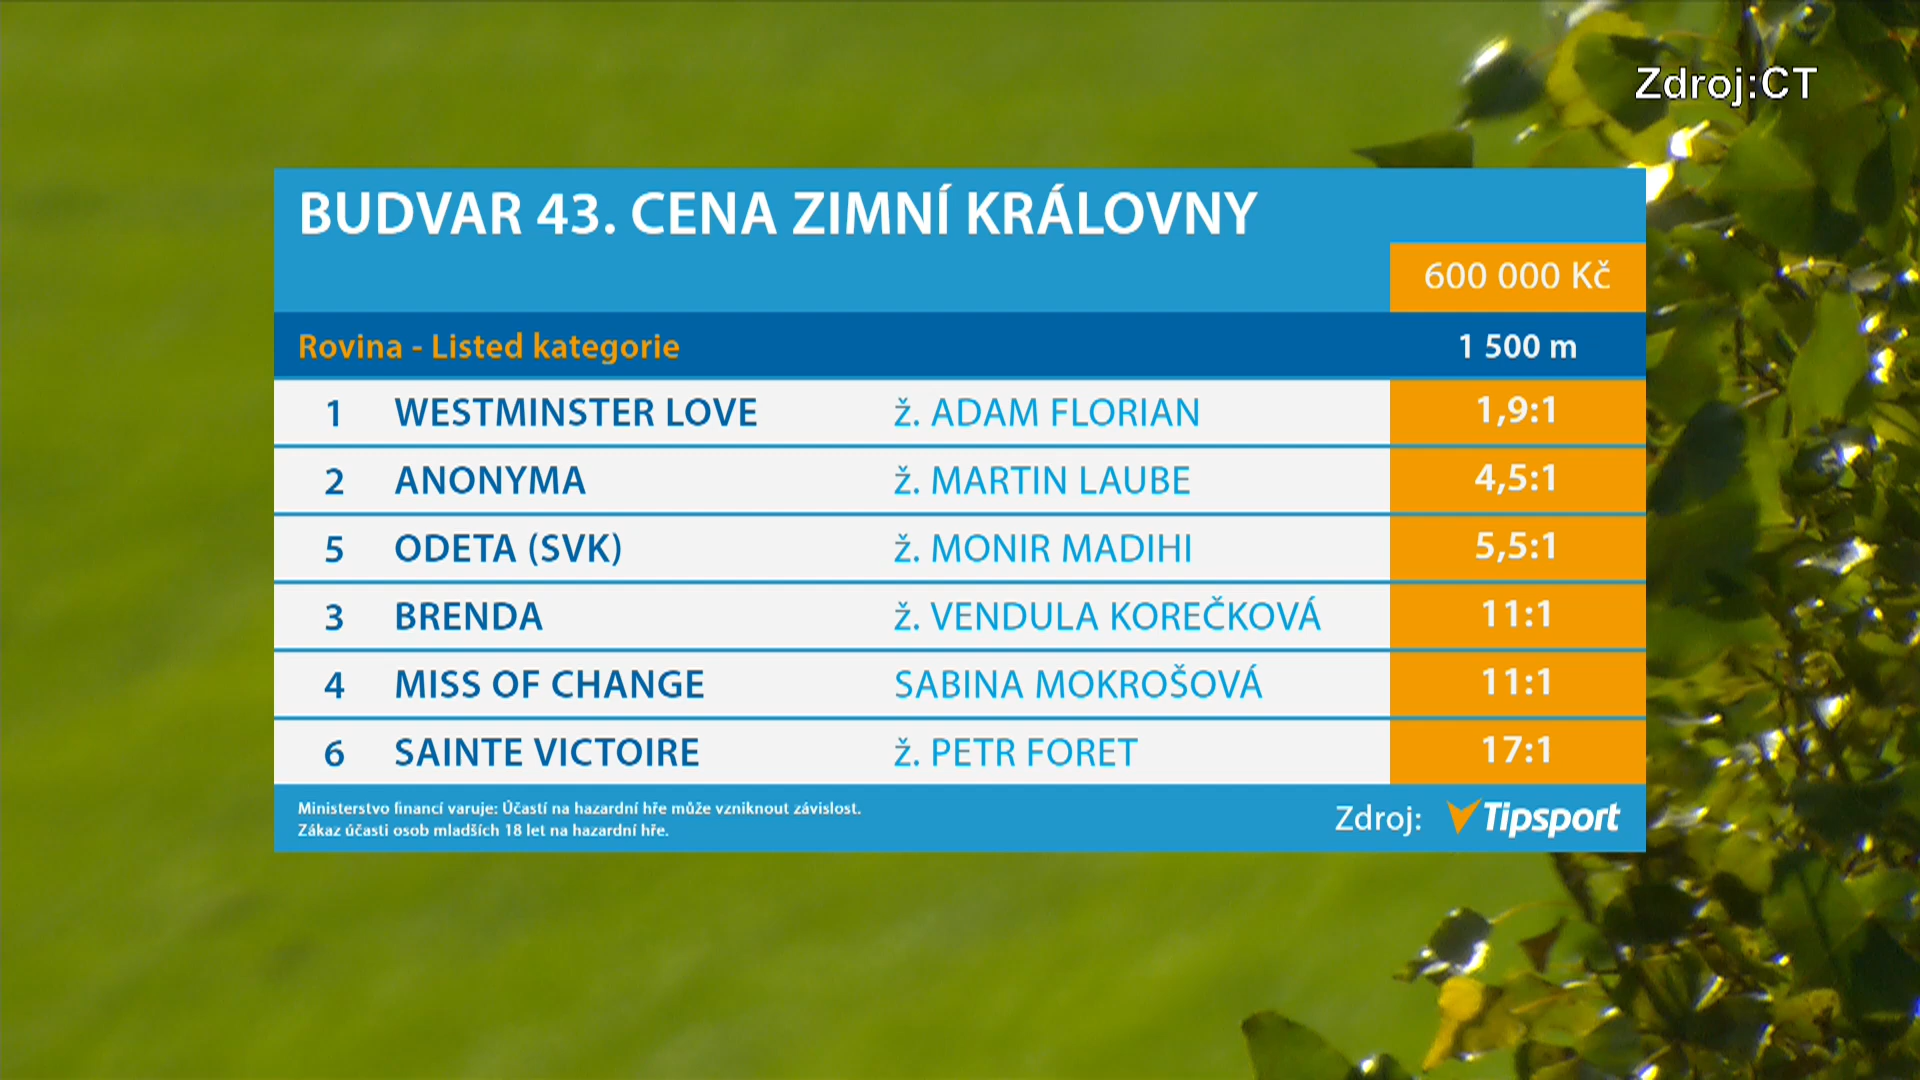 Zdroj:CT
BUDVAR 43. CENA ZIMNÍ KRÁLOVNY
600 000 Kč
Rovina - Listed kategorie 1 500 m
1 WESTMINSTER LOVE ž. ADAM FLORIAN 1,9:1
2 ANONYMA ž. MARTIN LAUBE 4,5:1
5 ODETA (SVK) ž. MONIR MADIHI 5,5:1
3 BRENDA ž. VENDULA KOREČKOVÁ 11:1
4 MISS OF CHANGE SABINA MOKROŠOVÁ 11:1
6 SAINTE VICTOIRE ž. PETR FORET 17:1
Ministerstvo financí varuje: Účastí na hazardní hře může vzniknout závislost.
Zákaz účasti osob mladších 18 let na hazardní hře.
Zdroj: Tipsport